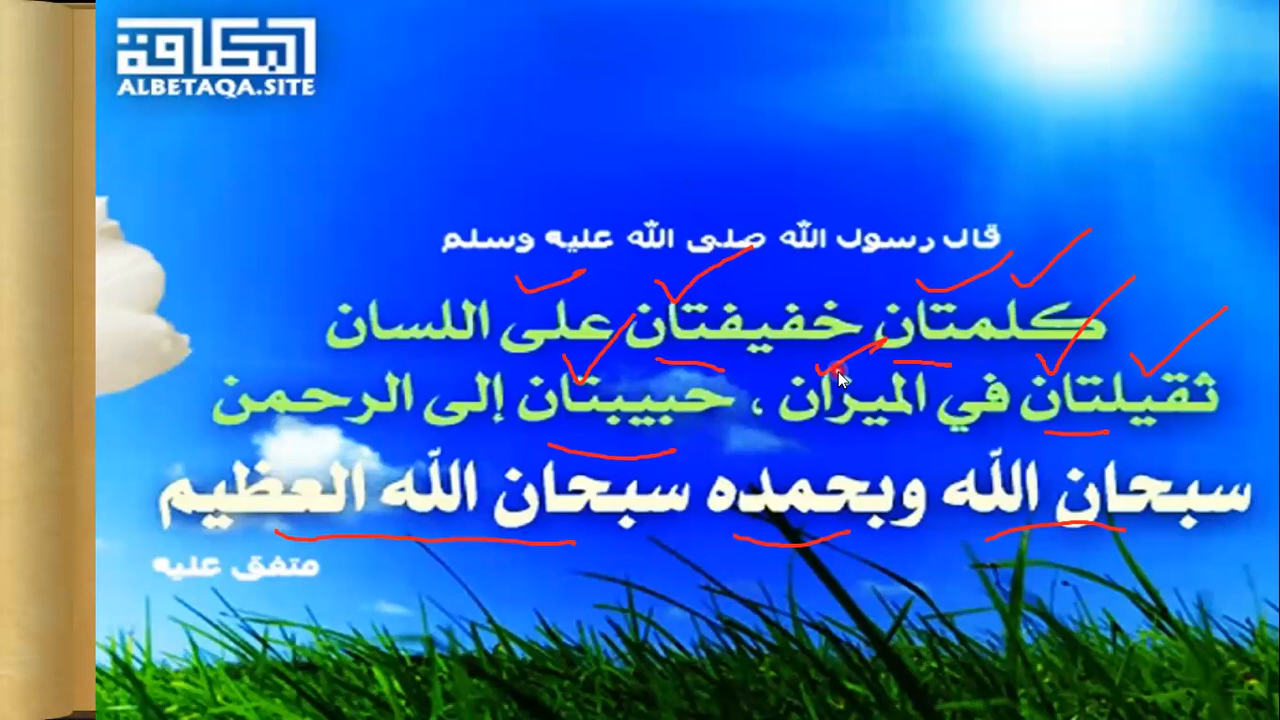 البطاقة
ALBETAQA.SITE
قال رسول الله صلى الله عليه وسلم
كلمتان خفيفتان على اللسان
ثقيلتان في الميزان ، حبيبتان إلى الرحمن
سبحان الله وبحمده سبحان الله العظيم
متفق عليه